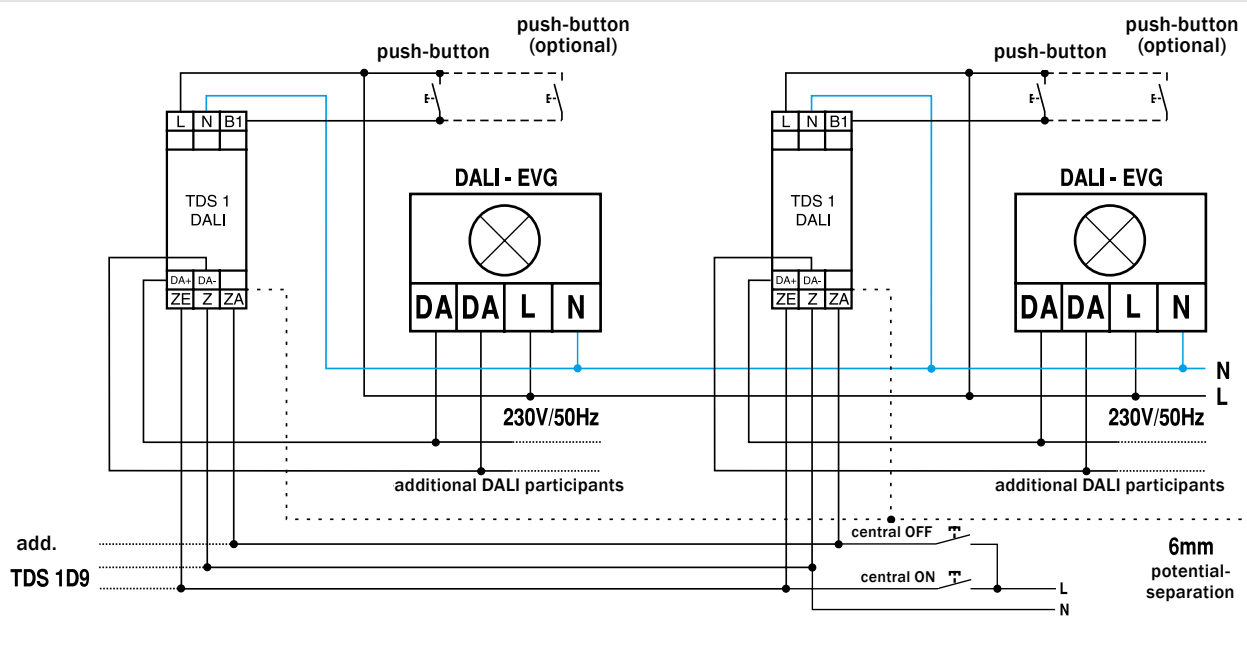 push-button
push-button
(optional)
push-button
push-button
(optional)
L N B1
L N B1
TDS 1
DALI
DALI - EVG
TDS 1
DALI
DALI - EVG
DA+ DA-
ZE Z ZA
DA DA L N
DA+ DA-
ZE Z ZA
DA DA L N
N
L
230V/50Hz
230V/50Hz
additional DALI participants
additional DALI participants
add.
TDS 1D9
central OFF
central ON
L
N
6mm
potential-
separation